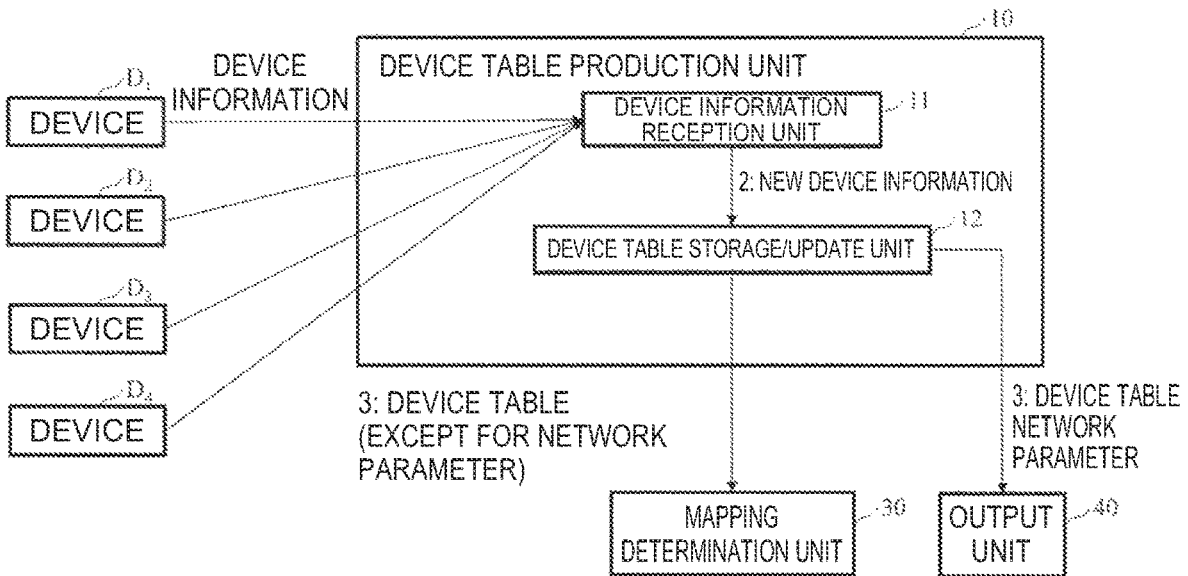 10
DEVICE TABLE PRODUCTION UNIT
DEVICE
INFORMATION
D1
DEVICE
DEVICE INFORMATION
RECEPTION UNIT
11
2: NEW DEVICE INFORMATION
D2
DEVICE
12
DEVICE TABLE STORAGE/UPDATE UNIT
D3
DEVICE
D4
DEVICE
3: DEVICE TABLE
(EXCEPT FOR NETWORK
PARAMETER)
3: DEVICE TABLE
NETWORK
PARAMETER
MAPPING
DETERMINATION UNIT
30
OUTPUT
UNIT
40